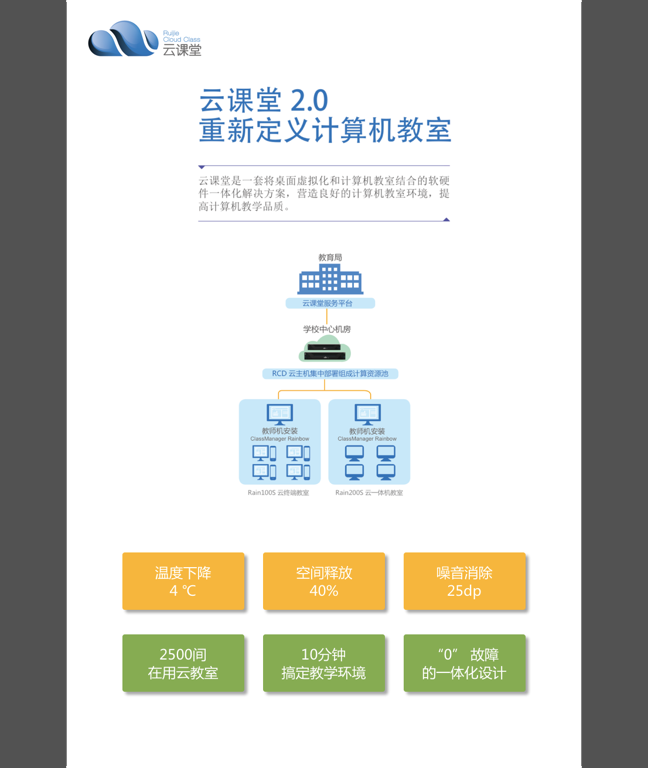 Ruijie
Cloud Class
云课堂
云课堂 2.0
重新定义计算机教室
云课堂是一套将桌面虚拟化和计算机教室结合的软硬
件一体化解决方案，营造良好的计算机教室环境，提
高计算机教学品质。
教育局
云课堂服务平台
学校中心机房
RCD 云主机集中部署组成计算资源池
教师机安装
ClassManager Rainbow
教师机安装
ClassManager Rainbow
Rain100S 云终端教室
Rain200S 云一体机教室
温度下降
4 ℃
空间释放
40%
噪音消除
25dp
2500间
在用云教室
10分钟
搞定教学环境
“0” 故障
的一体化设计